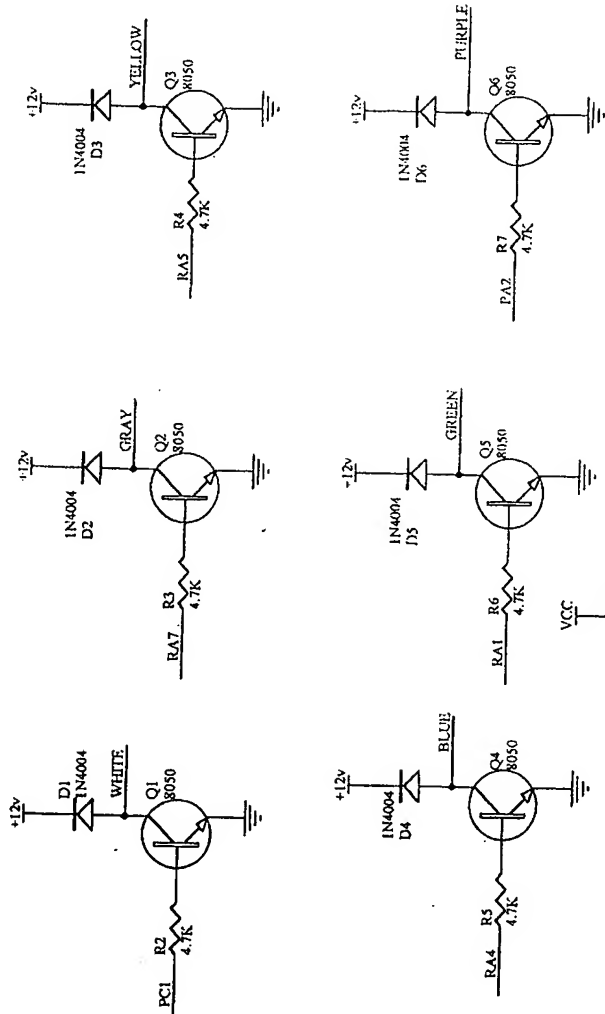 +12v
D1
1N4004
WHITE
Q1
8050
R2
4.7K
PC1
+12v
1N4004
D2
GRAY
Q2
8050
R3
4.7K
RA7
+12v
1N4004
D3
YELLOW
Q3
8050
R4
4.7K
RA5
+12v
1N4004
D4
BLUE
Q4
8050
R5
4.7K
RA4
+12v
1N4004
D5
GREEN
Q5
8050
R6
4.7K
RA1
VCC
+12v
1N4004
D6
PURPLE
Q6
8050
R7
4.7K
PA2